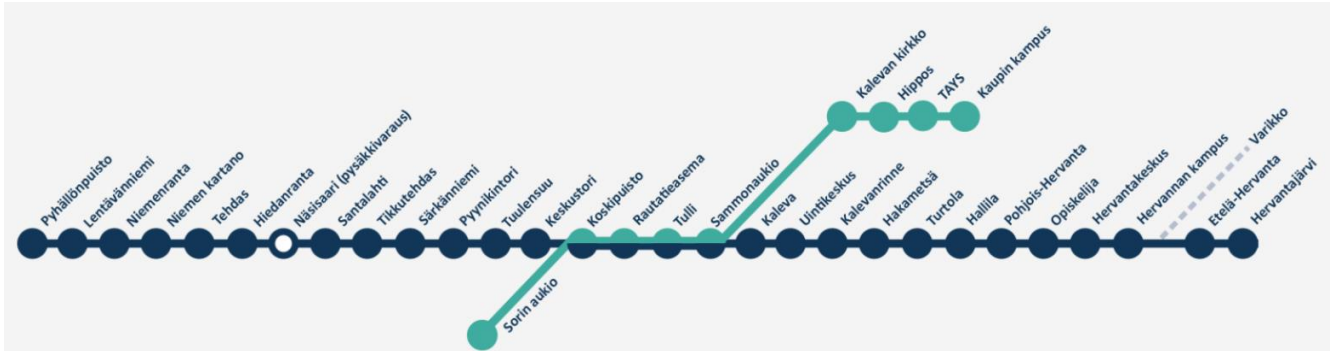 Pyhällönpuisto
Lentävänniemi
Niemenranta
Niemen kartano
Tehdas
Hiedanranta
Näsisaari (pysäkkivaraus)
Santalahti
Tikkutehdas
Särkänniemi
Pyynikintori
Tuulensuu
Keskustori
Koskipuisto
Rautatieasema
Tulli
Sammonaukio
Kaleva
Uintikeskus
Kalevanrinne
Hakametsä
Turtola
Hallila
Pohjois-Hervanta
Opiskelija
Hervantakeskus
Hervannan kampus
Varikko
Etelä-Hervanta
Hervantajärvi
Kalevan kirkko
Hippos
TAYS
Kaupin kampus
Sorin aukio